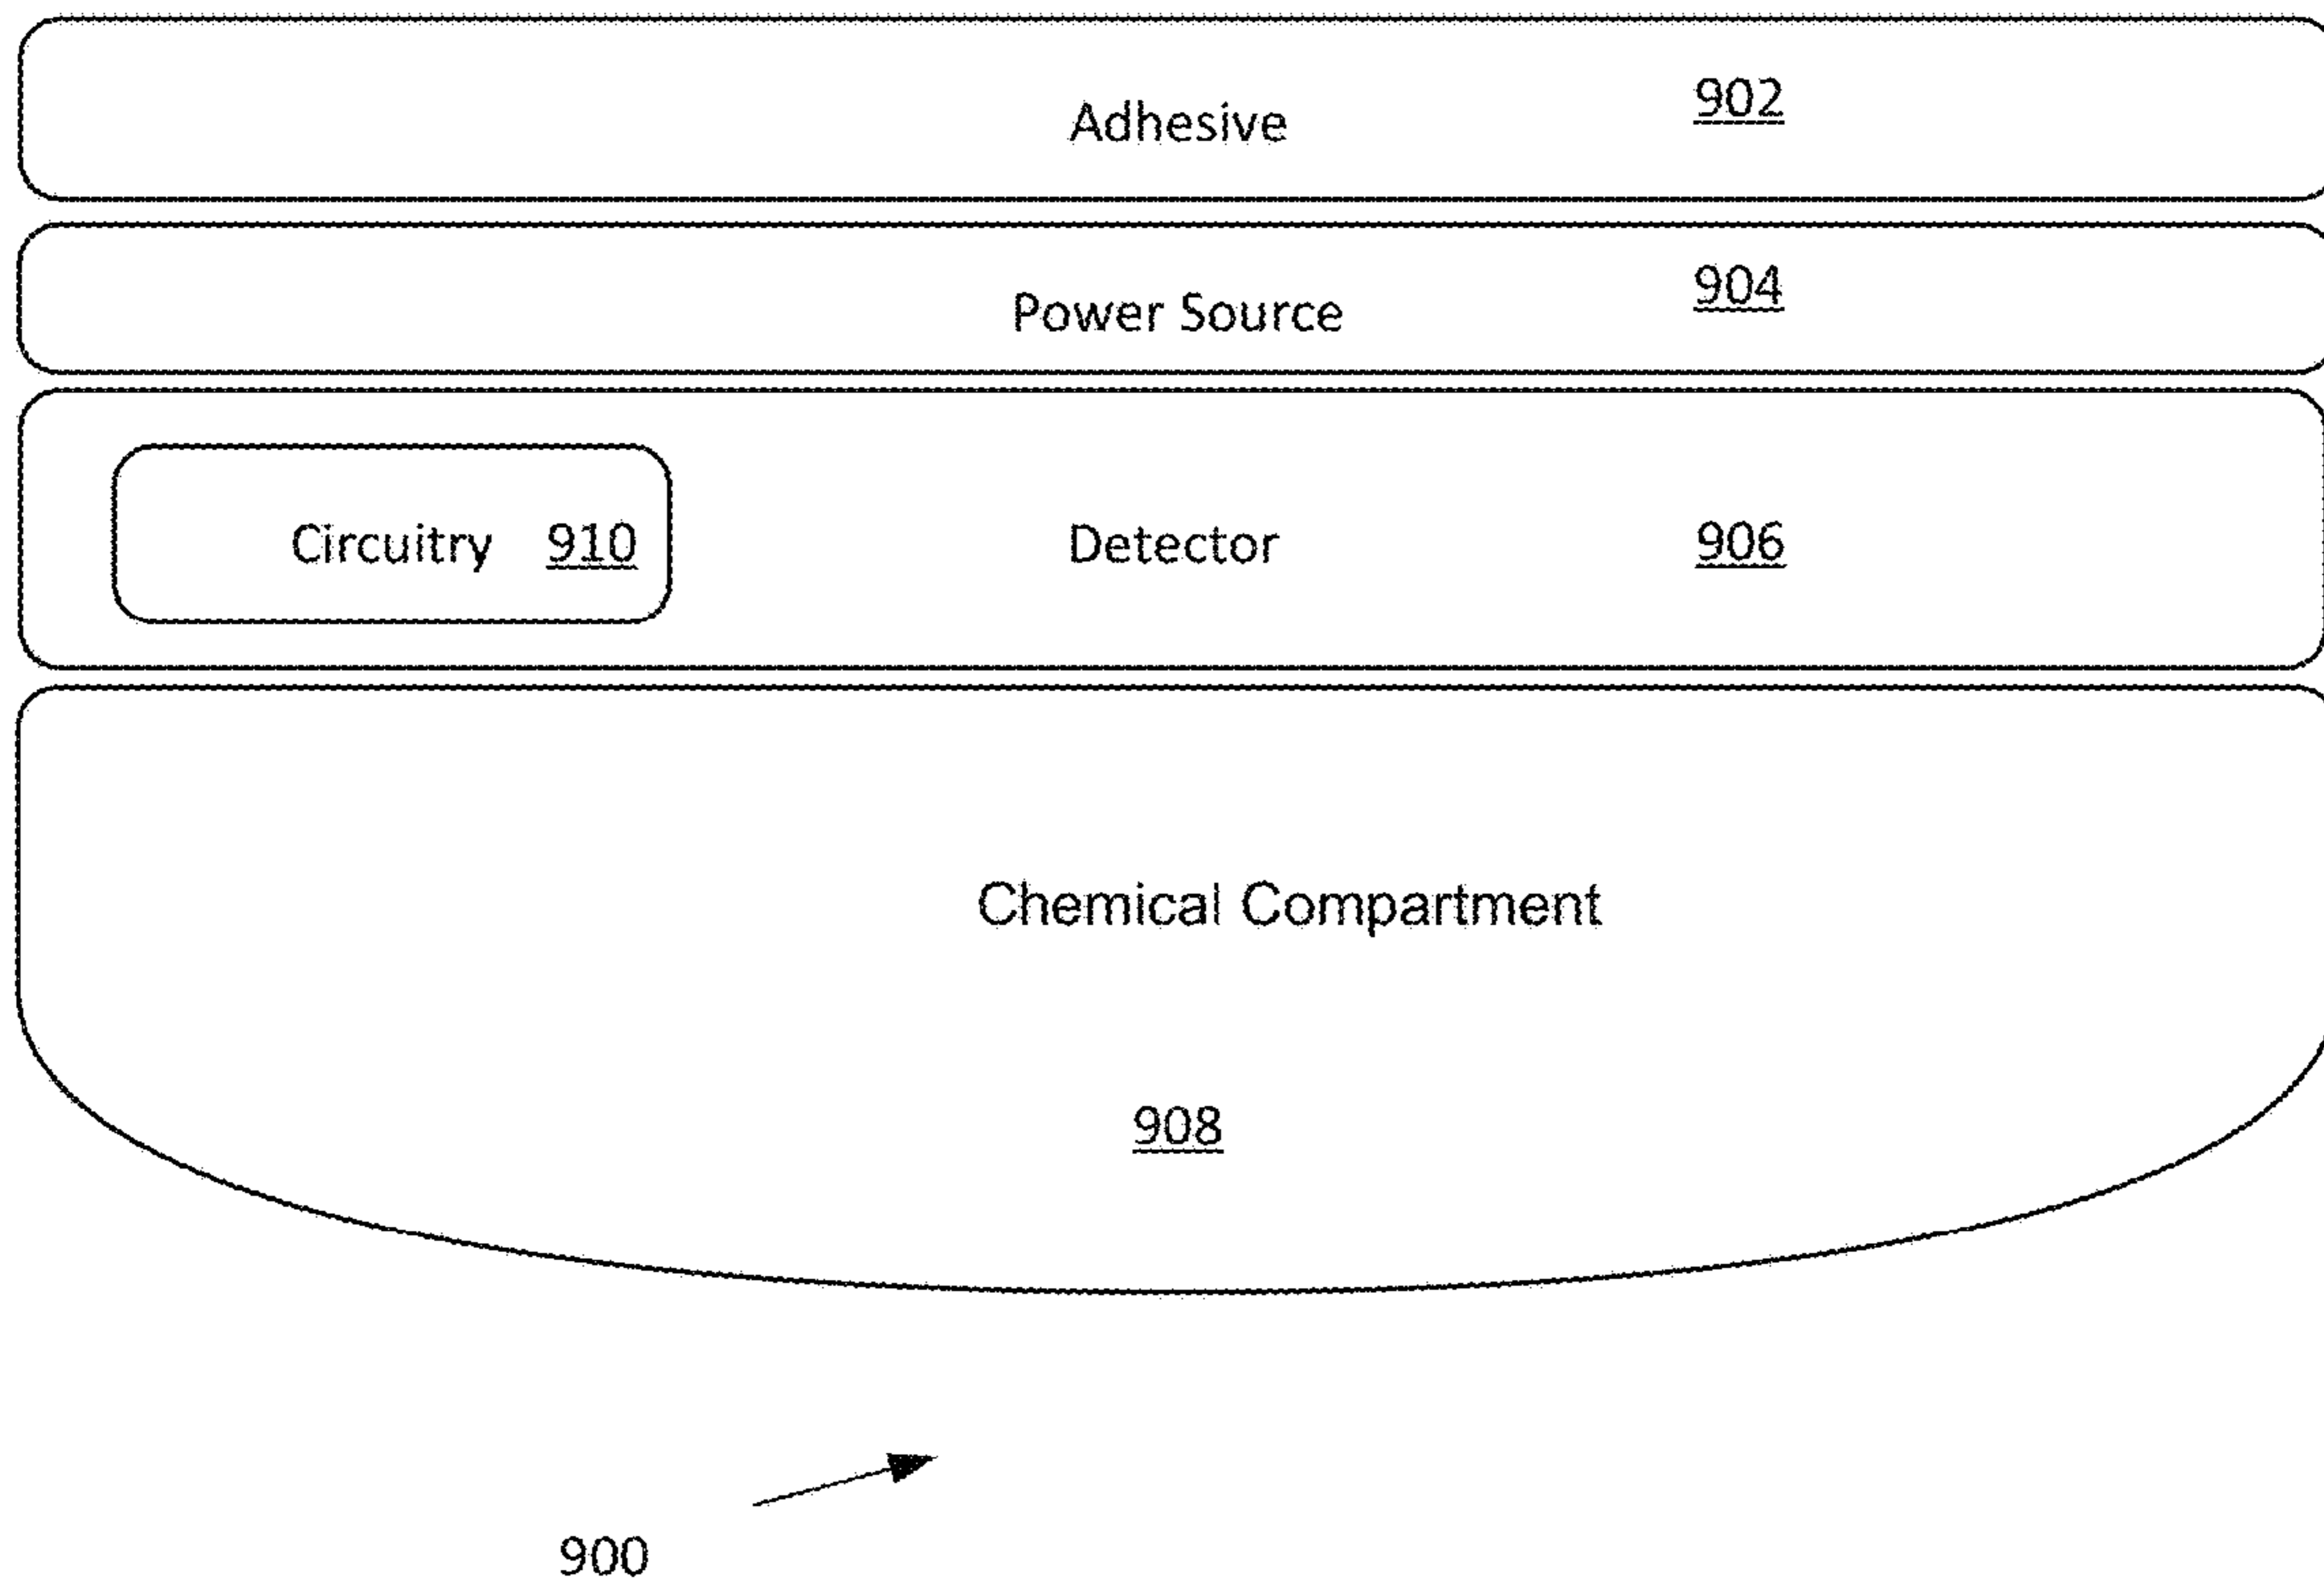 Adhesive 902
Power Source 904
Circuitry 910 Detector 906
Chemical Compartment
908
900